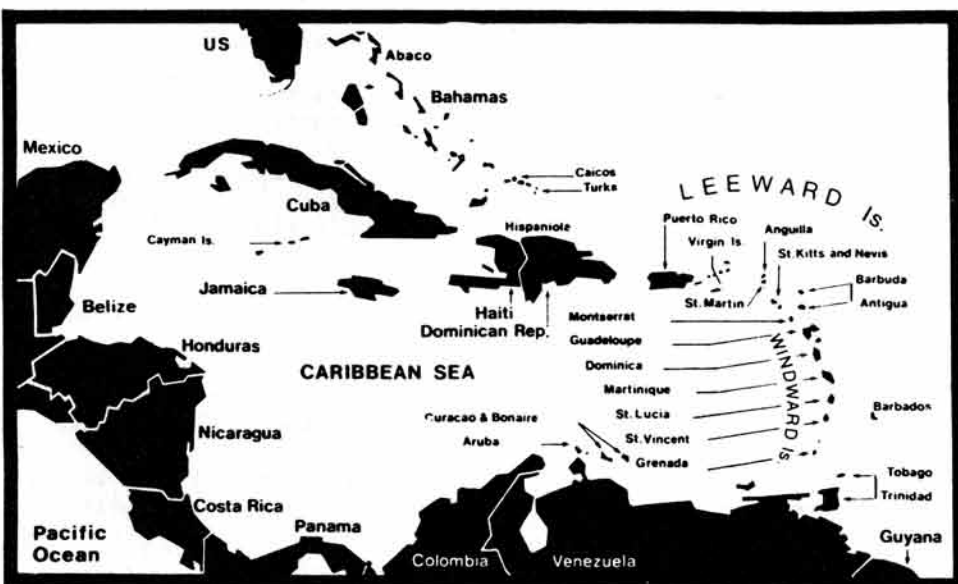 US
Abaco
Bahamas
Mexico
Caicos
Turks
LEEWARD Is.
Cuba
Hispaniole
Puerto Rico
Anguilla
Cayman Is.
Virgin Is.
St. Kitts and Nevis
Jamaica
Barbuda
Belize
St. Martin
Antigua
Haiti
Montserrat
Dominican Rep.
Honduras
Guadeloupe
CARIBBEAN SEA
Dominica
WINDWARD Is.
Martinique
Curacao & Bonaire
St. Lucia
Barbados
Nicaragua
Aruba
St. Vincent
Grenada
Tobago
Costa Rica
Trinidad
Pacific
Ocean
Panama
Guyana
Colombia
Venezuela